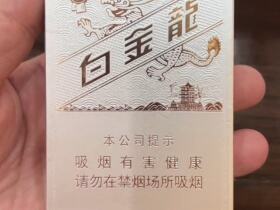 白金龍
本公司提示
吸烟有害健康
请勿在禁烟场所吸烟